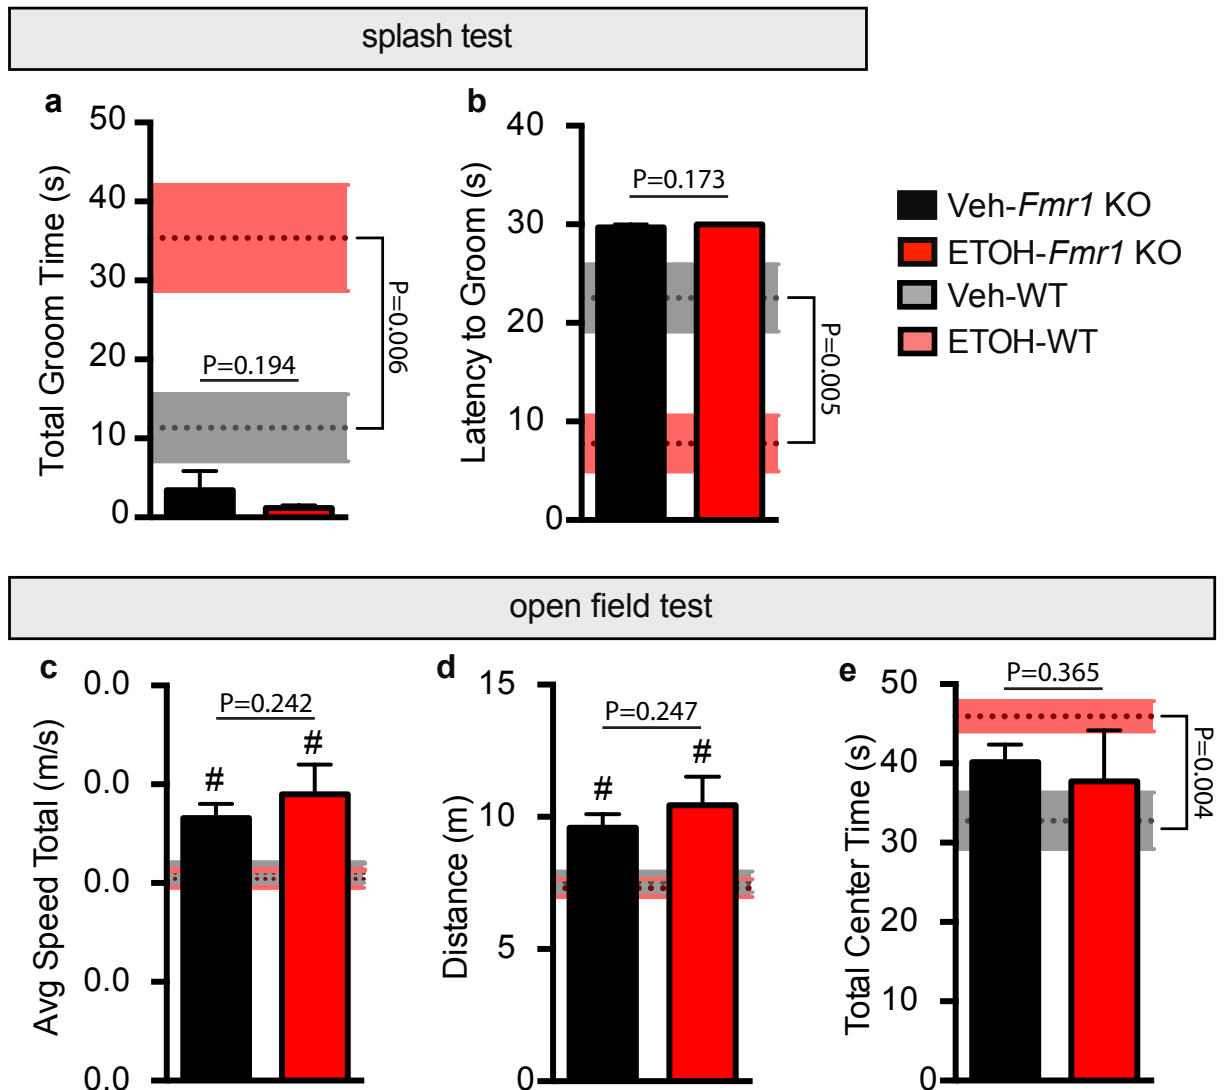 splash test
a
50
40
30
20
10
0
Total Groom Time (s)
P=0.194
P=0.006
b
40
30
20
10
0
Latency to Groom (s)
P=0.173
P=0.005
Veh-Fmr1 KO
ETOH-Fmr1 KO
Veh-WT
ETOH-WT
open field test
c
0.0
0.0
0.0
0.0
0.0
Avg Speed Total (m/s)
P=0.242
#
#
d
15
10
5
0
Distance (m)
P=0.247
#
#
e
50
40
30
20
10
0
Total Center Time (s)
P=0.365
P=0.004